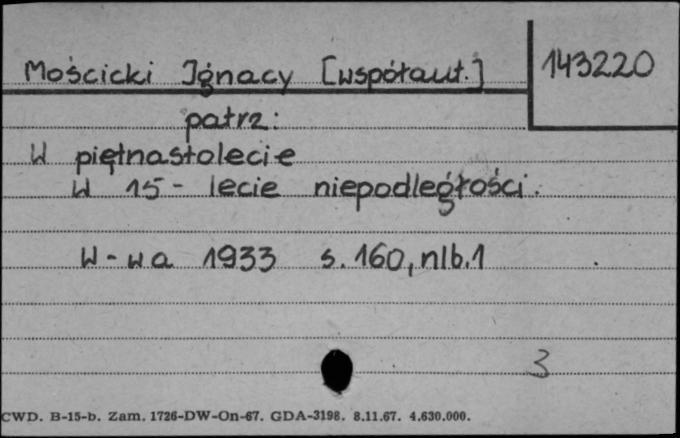 Mościcki Ignacy [współaut.] 143220
patrz:
W piętnastolecie
W 15-lecie niepodległości.
W-wa 1933 s.160, nlb.1
3
CWD. B-15-b. Zam. 1726-DW-On-67. GDA-3198. 8.11.67. 4.630.000.